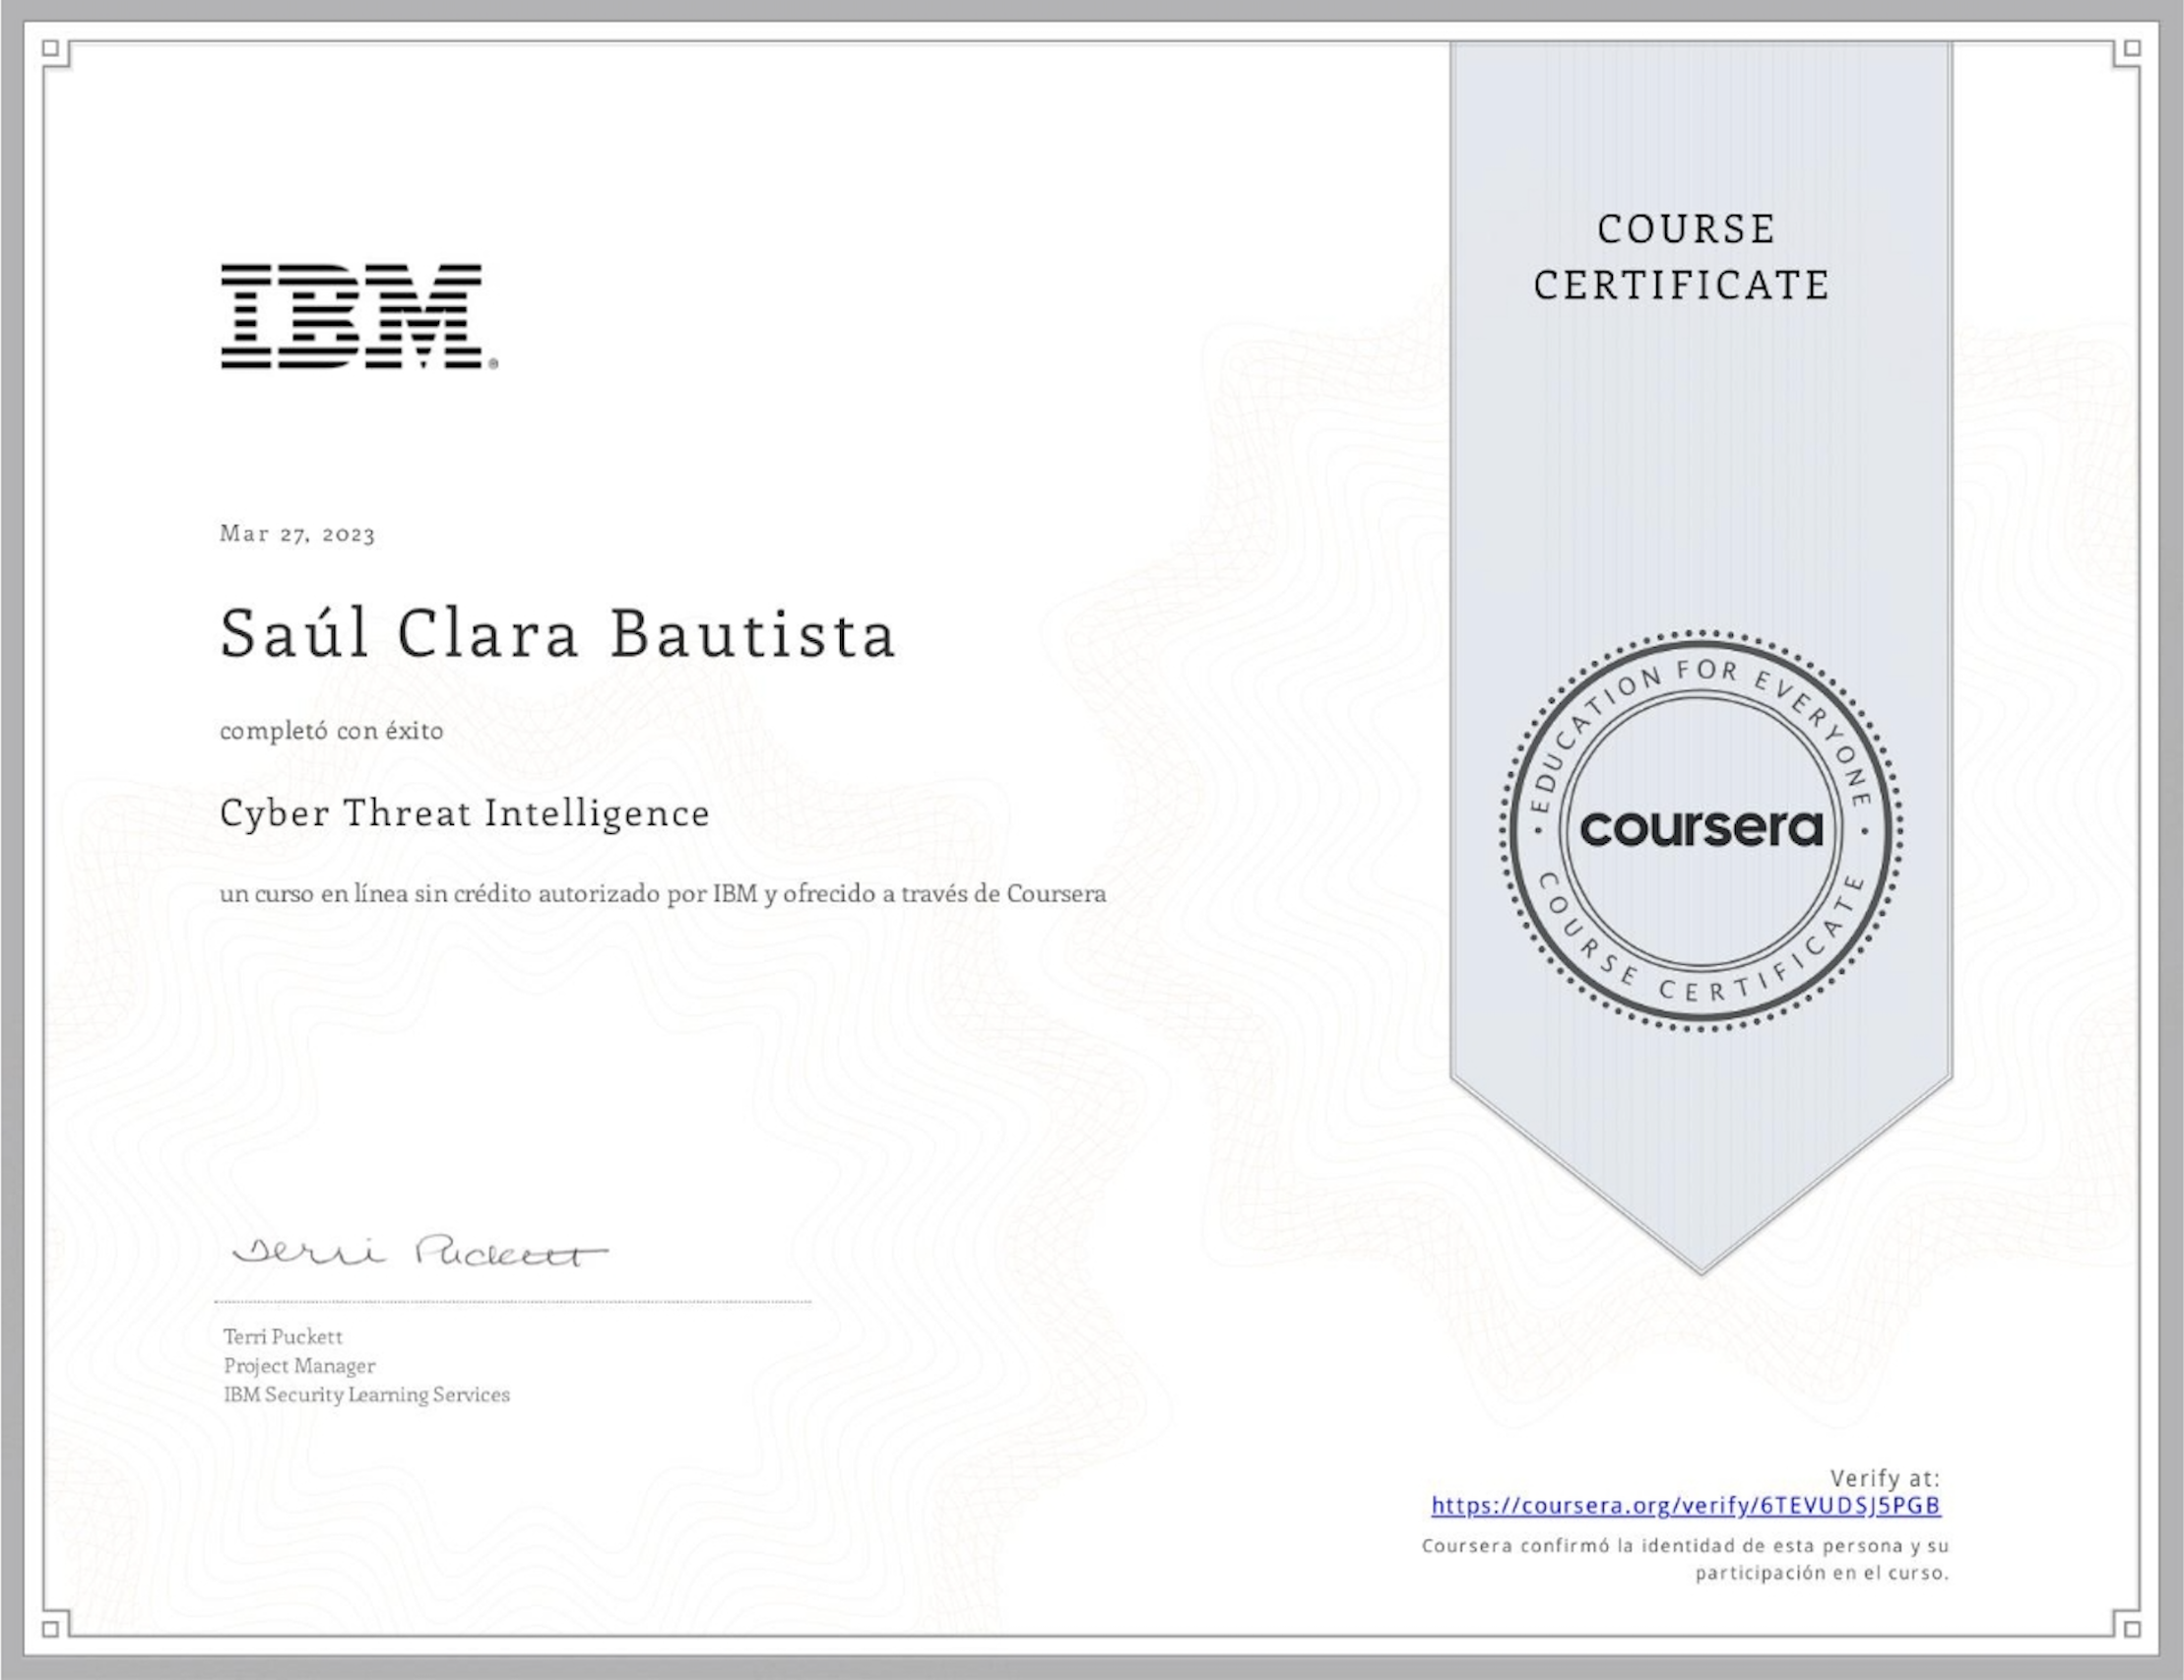 COURSE
CERTIFICATE
IBM®
Mar 27, 2023
Saúl Clara Bautista
completó con éxito
Cyber Threat Intelligence
un curso en línea sin crédito autorizado por IBM y ofrecido a través de Coursera
EDUCATION FOR EVERYONE
coursera
COURSE CERTIFICATE
Terri Puckett
Terri Puckett
Project Manager
IBM Security Learning Services
Verify at:
https://coursera.org/verify/6TEVUDSJ5PGB
Coursera confirmó la identidad de esta persona y su
participación en el curso.